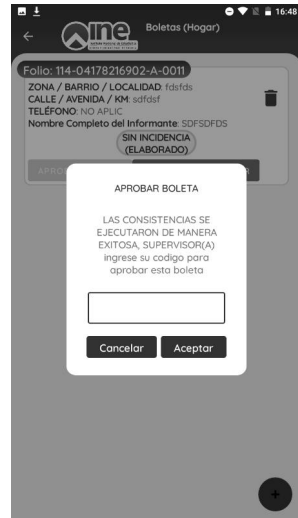 16:48
ine
Boletas (Hogar)
Folio: 114-04178216902-A-0011
ZONA / BARRIO / LOCALIDAD: fdsfds
CALLE / AVENIDA / KM: sdfdsf
TELÉFONO: NO APLIC
Nombre Completo del Informante: SDFSDFDS
SIN INCIDENCIA
(ELABORADO)
APROBAR BOLETA
LAS CONSISTENCIAS SE
EJECUTARON DE MANERA
EXITOSA, SUPERVISOR(A)
ingrese su codigo para
aprobar esta boleta
Cancelar Aceptar
+